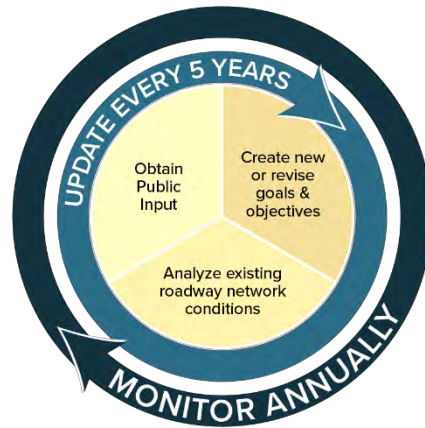 UPDATE EVERY 5 YEARS
Obtain
Public
Input
Create new
or revise
goals &
objectives
Analyze existing
roadway network
conditions
MONITOR ANNUALLY